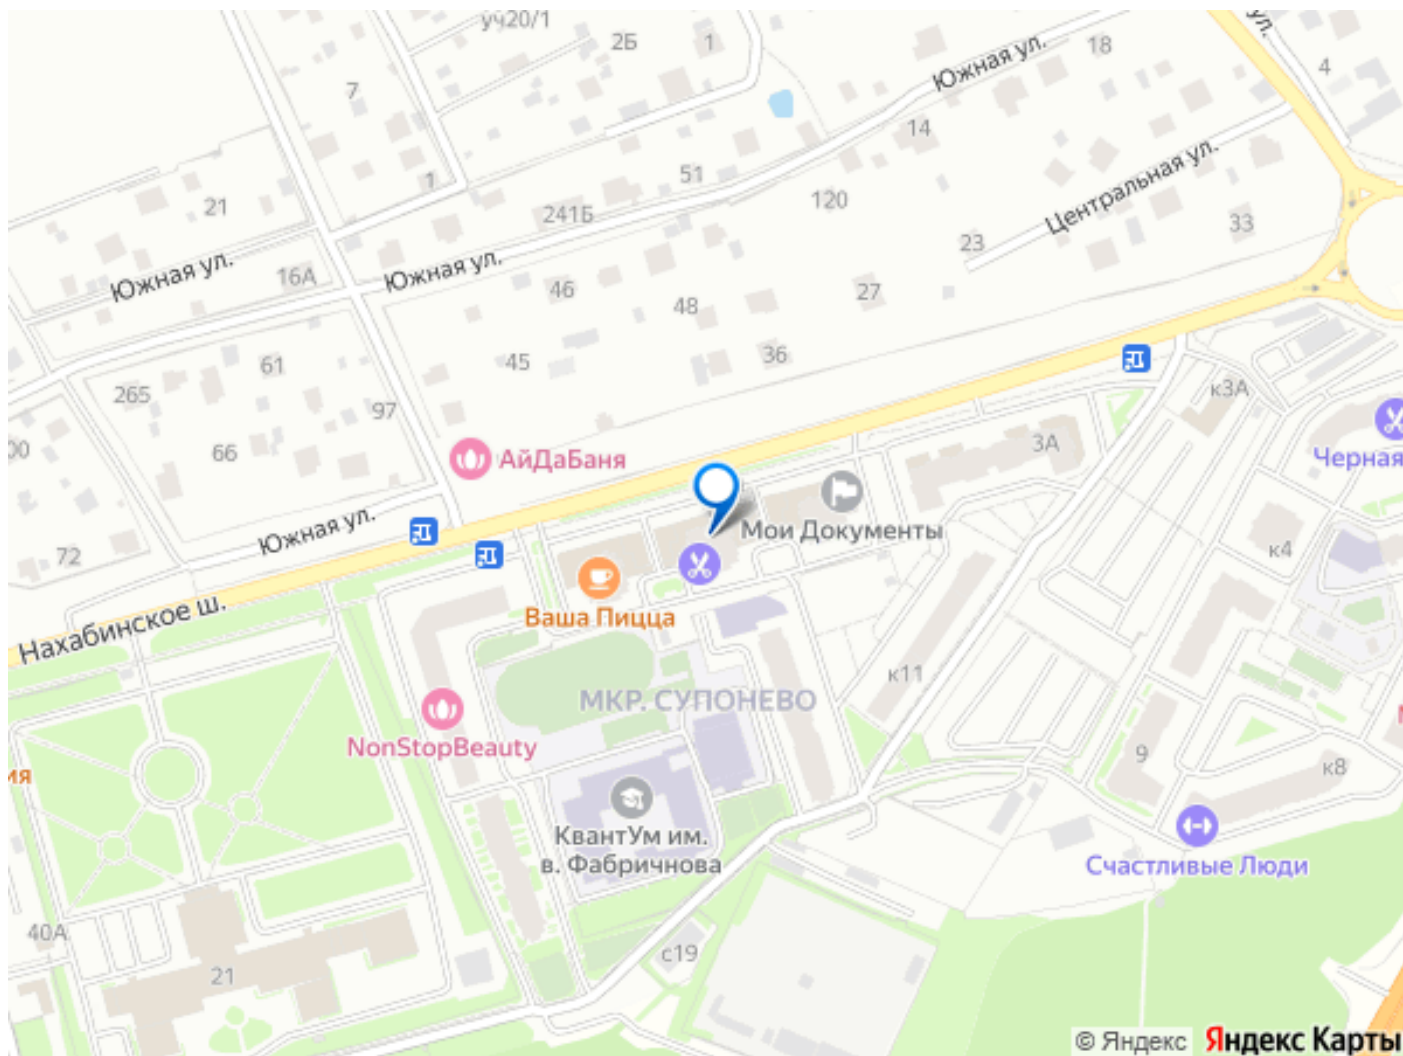 уч20/1
2Б
1
18
ул.
4
7
Южная ул.
14
Центральная ул.
1
51
21
241Б
120
23
33
Южная ул.
16А
Южная ул.
46
48
27
61
45
36
265
97
к3А
66
3А
АйДаБаня
Черная
72
Южная ул.
Мои Документы
к4
Нахабинское ш.
Ваша Пицца
к11
МКР. СУПОНЕВО
NonStopBeauty
9
к8
ия
КвантУм им.
в. Фабричнова
Счастливые Люди
40А
21
с19
© Яндекс Яндекс Карты